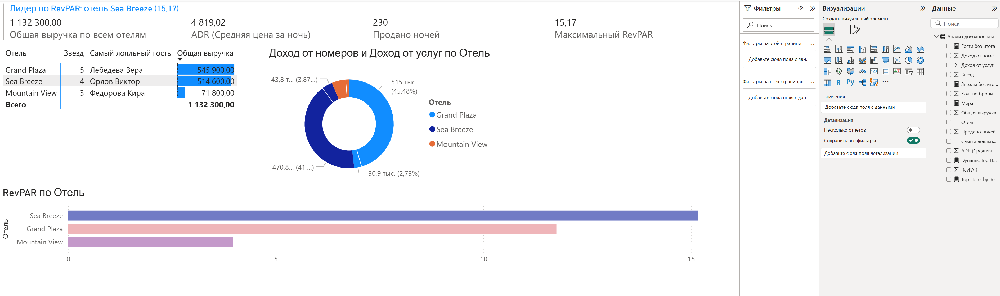 Лидер по RevPAR: отель Sea Breeze (15,17)
1 132 300,00
Общая выручка по всем отелям
4 819,02
ADR (Средняя цена за ночь)
230
Продано ночей
15,17
Максимальный RevPAR
Отель Звезд Самый лояльный гость Общая выручка
Grand Plaza 5 Лебедева Вера 545 900,00
Sea Breeze 4 Орлов Виктор 514 600,00
Mountain View 3 Федорова Кира 71 800,00
Всего 1 132 300,00
Доход от номеров и Доход от услуг по Отель
43,8 т... (3,87...)
515 тыс.
(45,48%)
470,8... (41,...)
30,9 тыс. (2,73%)
Отель
Grand Plaza
Sea Breeze
Mountain View
RevPAR по Отель
Отель
Sea Breeze
Grand Plaza
Mountain View
0 5 10 15
Фильтры
Поиск
Фильтры на этой странице ...
Добавьте сюда поля с дан...
Фильтры на всех страницах ...
Добавьте сюда поля с дан...
Визуализации
Создать визуальный элемент
123
R Py ...
Значения
Добавьте сюда поля с данными
Детализация
Несколько отчетов
Сохранить все фильтры
Добавьте сюда поля детализации
Данные
Поиск
Анализ доходности и...
Гости без итога
Доход от номе...
Доход от услуг
Звезд
Звезды без ито...
Кол.-во брони...
Мера
Общая выручка
Отель
Продано ночей
Самый лояльн...
ADR (Средняя ...
Dynamic Top H...
RevPAR
Top Hotel by Re...